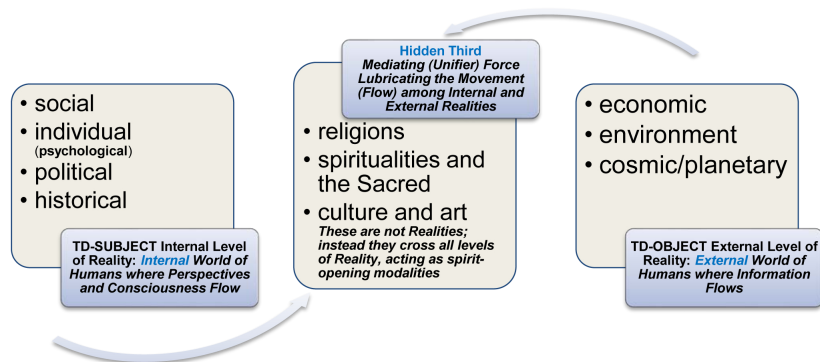 • social
• individual
(psychological)
• political
• historical
TD-SUBJECT Internal Level
of Reality: Internal World of
Humans where Perspectives
and Consciousness Flow
Hidden Third
Mediating (Unifier) Force
Lubricating the Movement
(Flow) among Internal and
External Realities
• religions
• spiritualities and
the Sacred
• culture and art
These are not Realities;
instead they cross all levels
of Reality, acting as spirit-
opening modalities
• economic
• environment
• cosmic/planetary
TD-OBJECT External Level of
Reality: External World of
Humans where Information
Flows